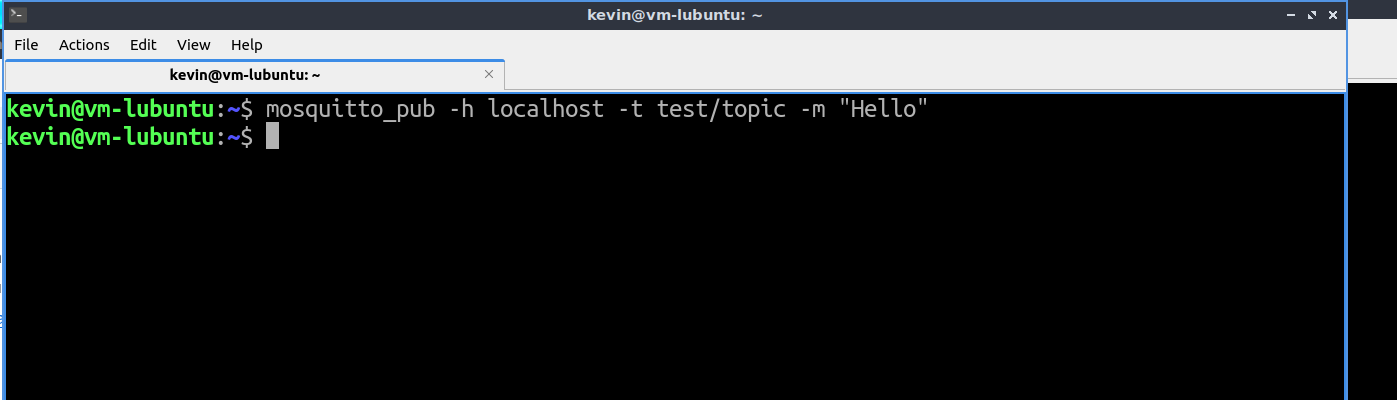 kevin@vm-lubuntu: ~
File Actions Edit View Help
kevin@vm-lubuntu: ~
kevin@vm-lubuntu:~$ mosquitto_pub -h localhost -t test/topic -m "Hello"
kevin@vm-lubuntu:~$